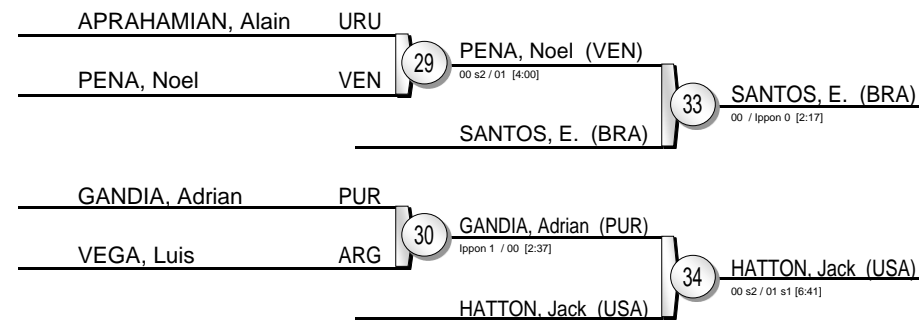 APRAHAMIAN, Alain URU
PENA, Noel VEN
29
PENA, Noel (VEN)
00 s2 / 01 [4:00]
SANTOS, E. (BRA)
33
SANTOS, E. (BRA)
00 / Ippon 0 [2:17]
GANDIA, Adrian PUR
VEGA, Luis ARG
30
GANDIA, Adrian (PUR)
Ippon 1 / 00 [2:37]
HATTON, Jack (USA)
34
HATTON, Jack (USA)
00 s2 / 01 s1 [6:41]